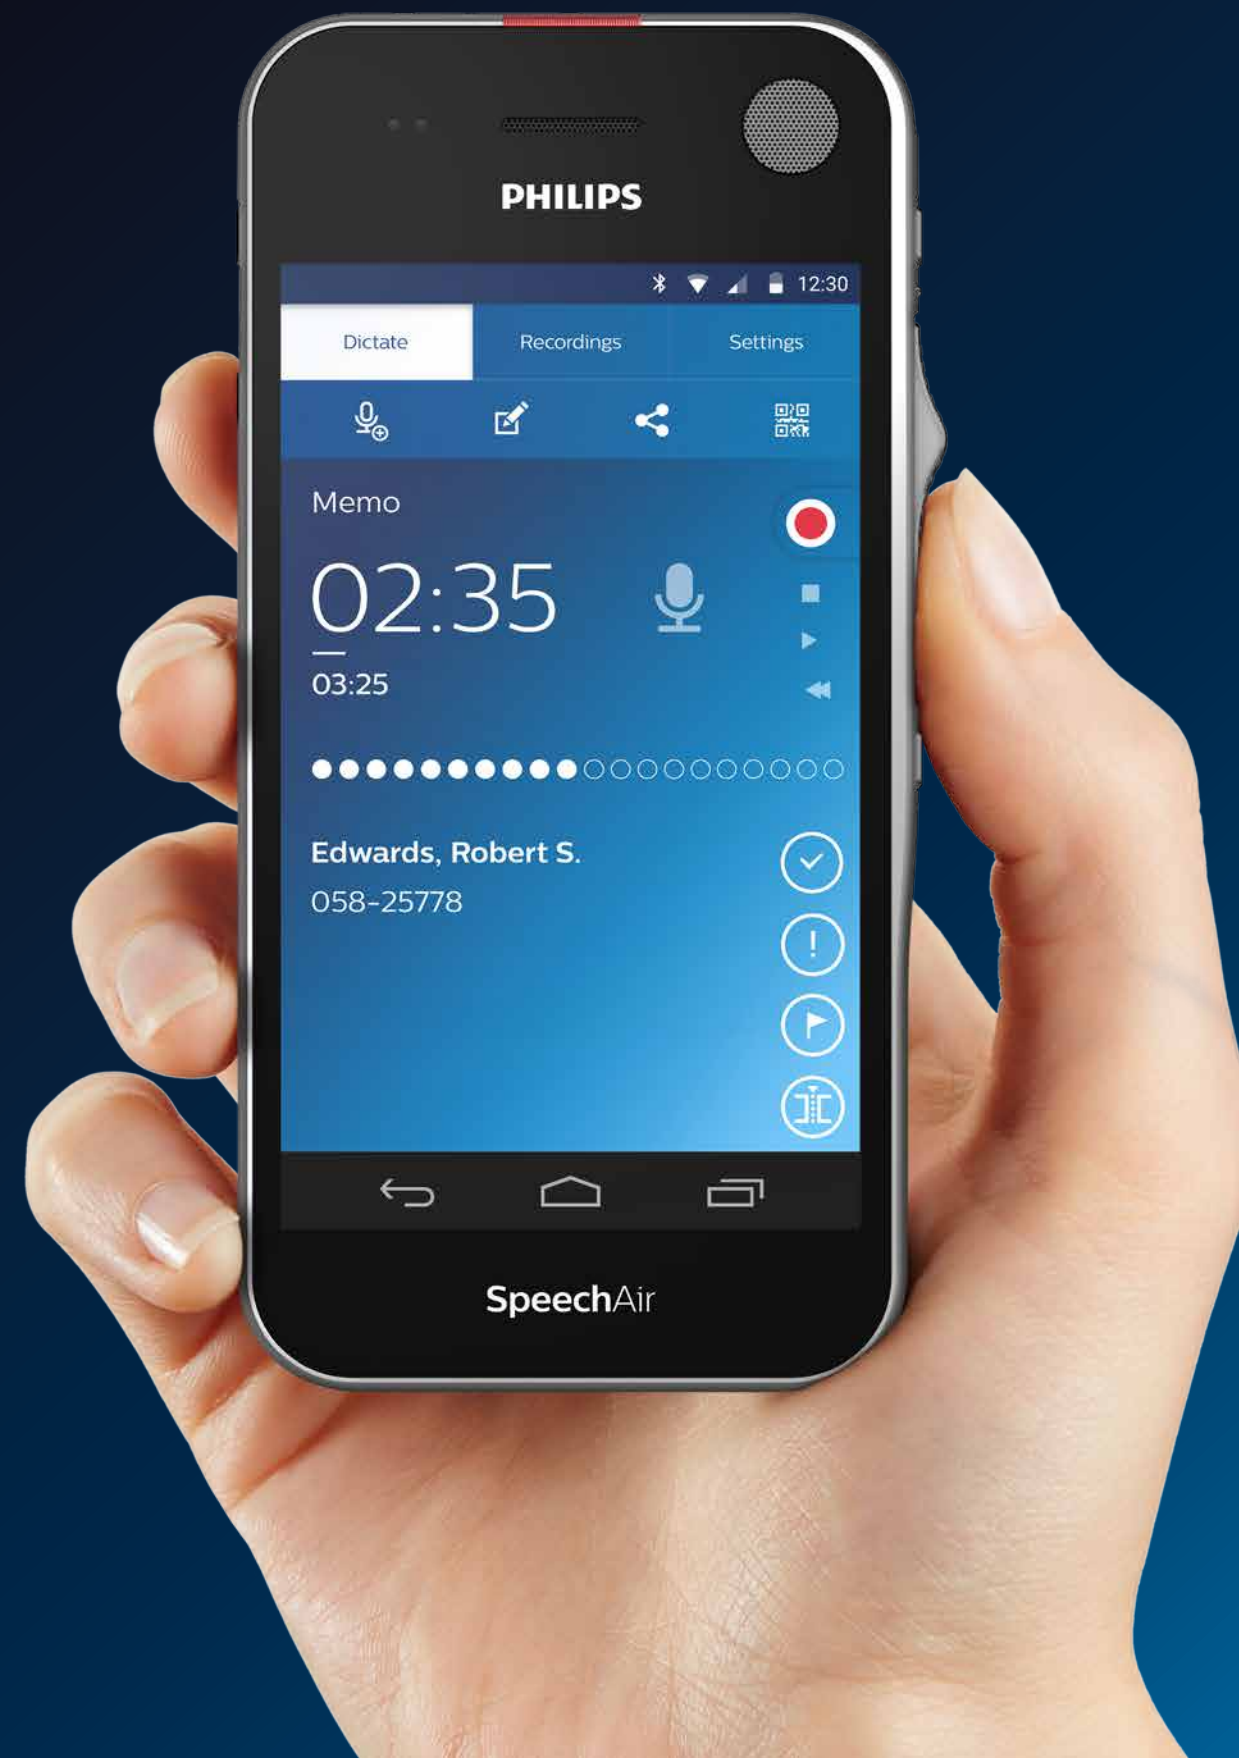 PHILIPS
12:30
Dictate Recordings Settings
Memo
02:35
03:25
Edwards, Robert S.
058-25778
SpeechAir